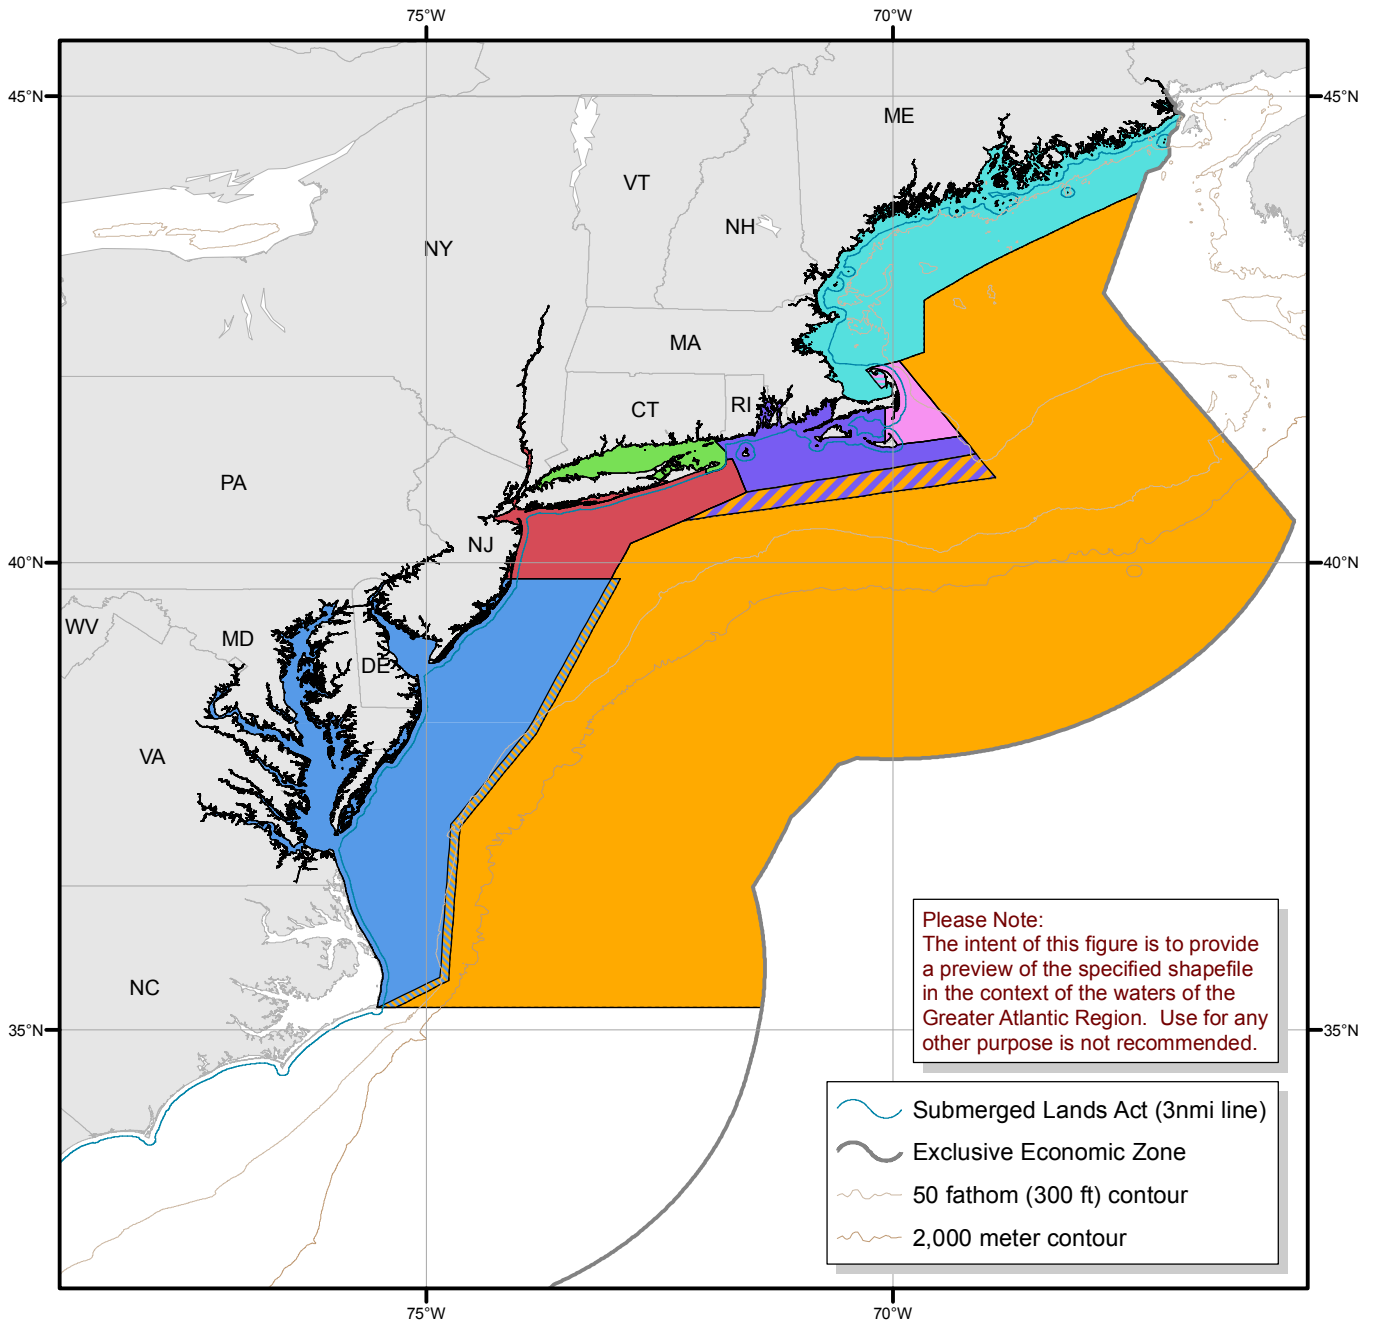 75°W
70°W
45°N
45°N
ME
VT
NH
NY
MA
CT
RI
PA
NJ
40°N
40°N
WV
MD
DE
VA
NC
35°N
35°N
Please Note:
The intent of this figure is to provide
a preview of the specified shapefile
in the context of the waters of the
Greater Atlantic Region.  Use for any
other purpose is not recommended.
Submerged Lands Act (3nmi line)
Exclusive Economic Zone
50 fathom (300 ft) contour
2,000 meter contour
75°W
70°W